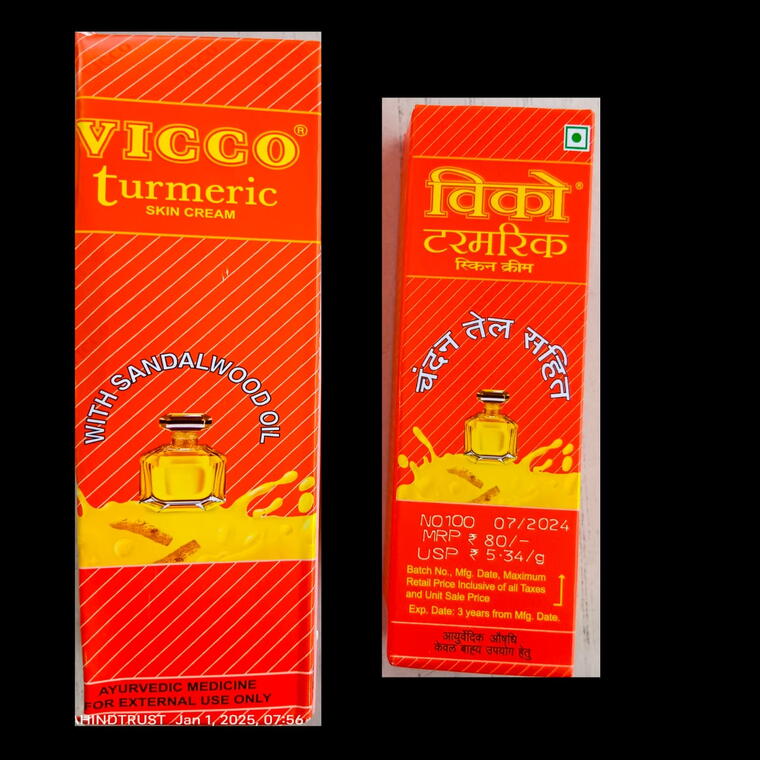 VICCO®
turmeric
SKIN CREAM
WITH SANDALWOOD OIL
AYURVEDIC MEDICINE
FOR EXTERNAL USE ONLY
AHINDTRUST Jan 1, 2025, 07:56
विको®
टरमरिक
स्किन क्रीम
चंदन तेल सहित
N0100 07/2024
MRP ₹ 80/-
USP ₹ 5.34/g
Batch No., Mfg. Date, Maximum
Retail Price Inclusive of all Taxes
and Unit Sale Price
Exp. Date: 3 years from Mfg. Date.
आयुर्वेदिक औषधि
केवल बाह्य उपयोग हेतु